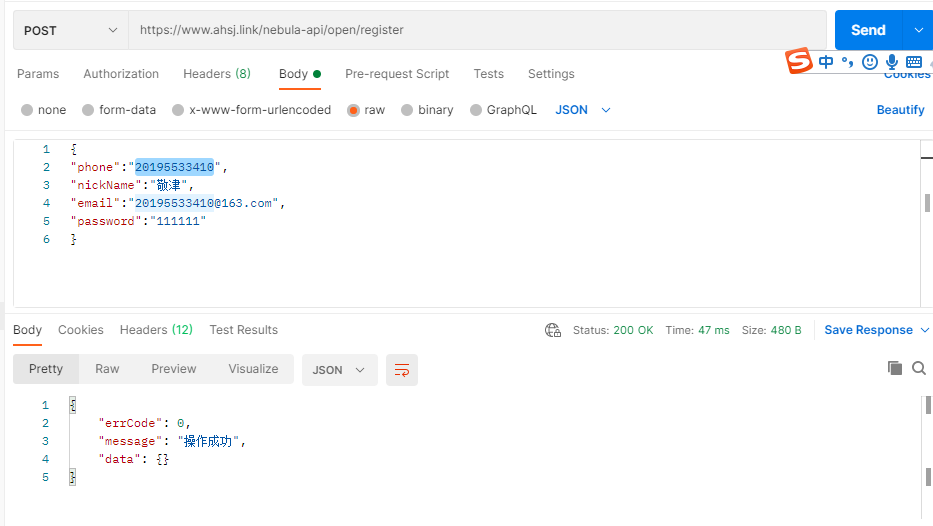 POST https://www.ahsj.link/nebula-api/open/register Send
S 中 °,
Params Authorization Headers (8) Body Pre-request Script Tests Settings Cookies
none form-data x-www-form-urlencoded raw binary GraphQL JSON Beautify
1 {
2 "phone":"20195533410",
3 "nickName":"敬津",
4 "email":"20195533410@163.com",
5 "password":"111111"
6 }
Body Cookies Headers (12) Test Results Status: 200 OK Time: 47 ms Size: 480 B Save Response
Pretty Raw Preview Visualize JSON
1 {
2 "errCode": 0,
3 "message": "操作成功",
4 "data": {}
5 }